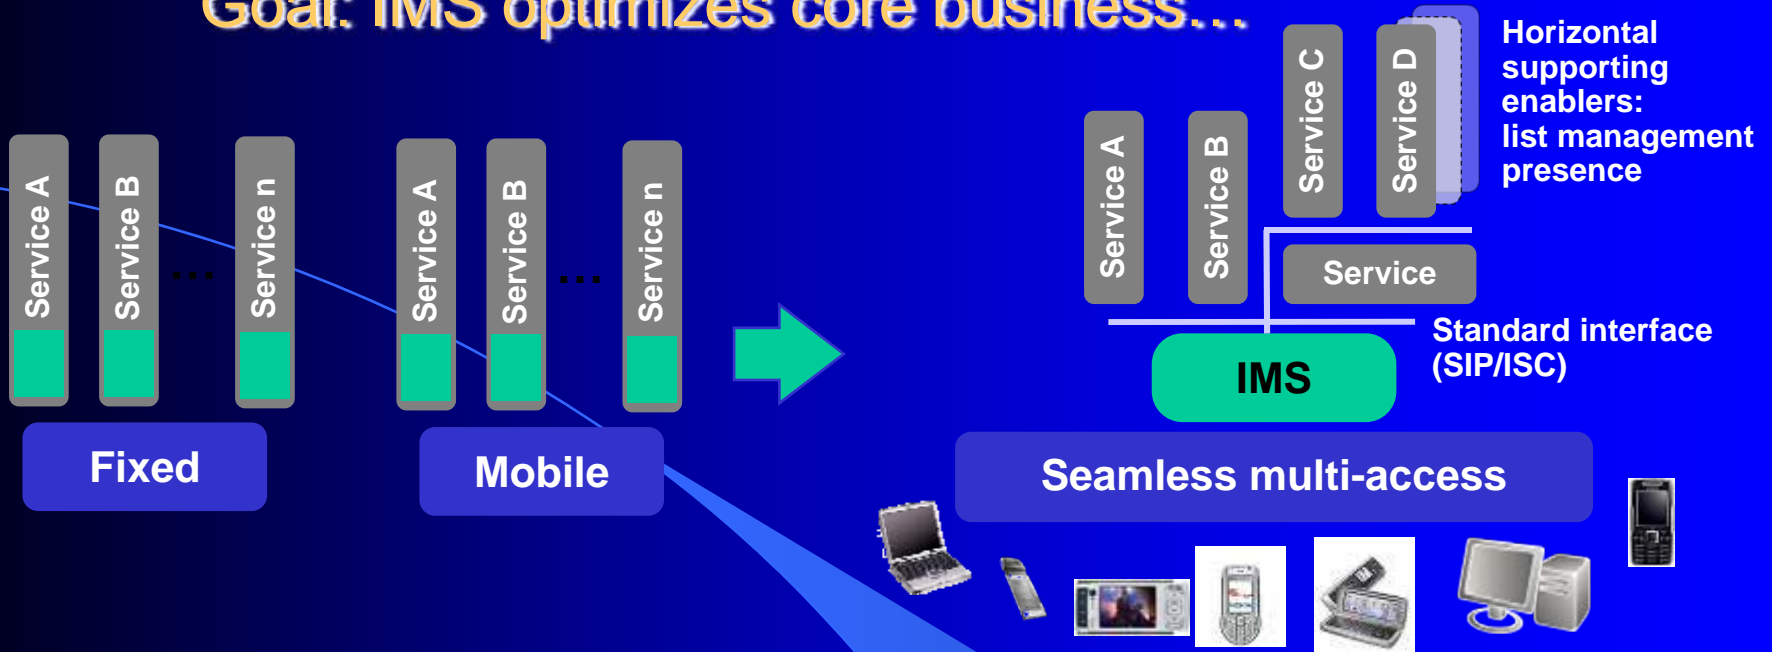 Goal: IMS optimizes core business…
Service A
Service B
…
Service n
Fixed
Service A
Service B
…
Service n
Mobile
Service A
Service B
Service C
Service D
Horizontal
supporting
enablers:
list management
presence
Service
Standard interface
(SIP/ISC)
IMS
Seamless multi-access